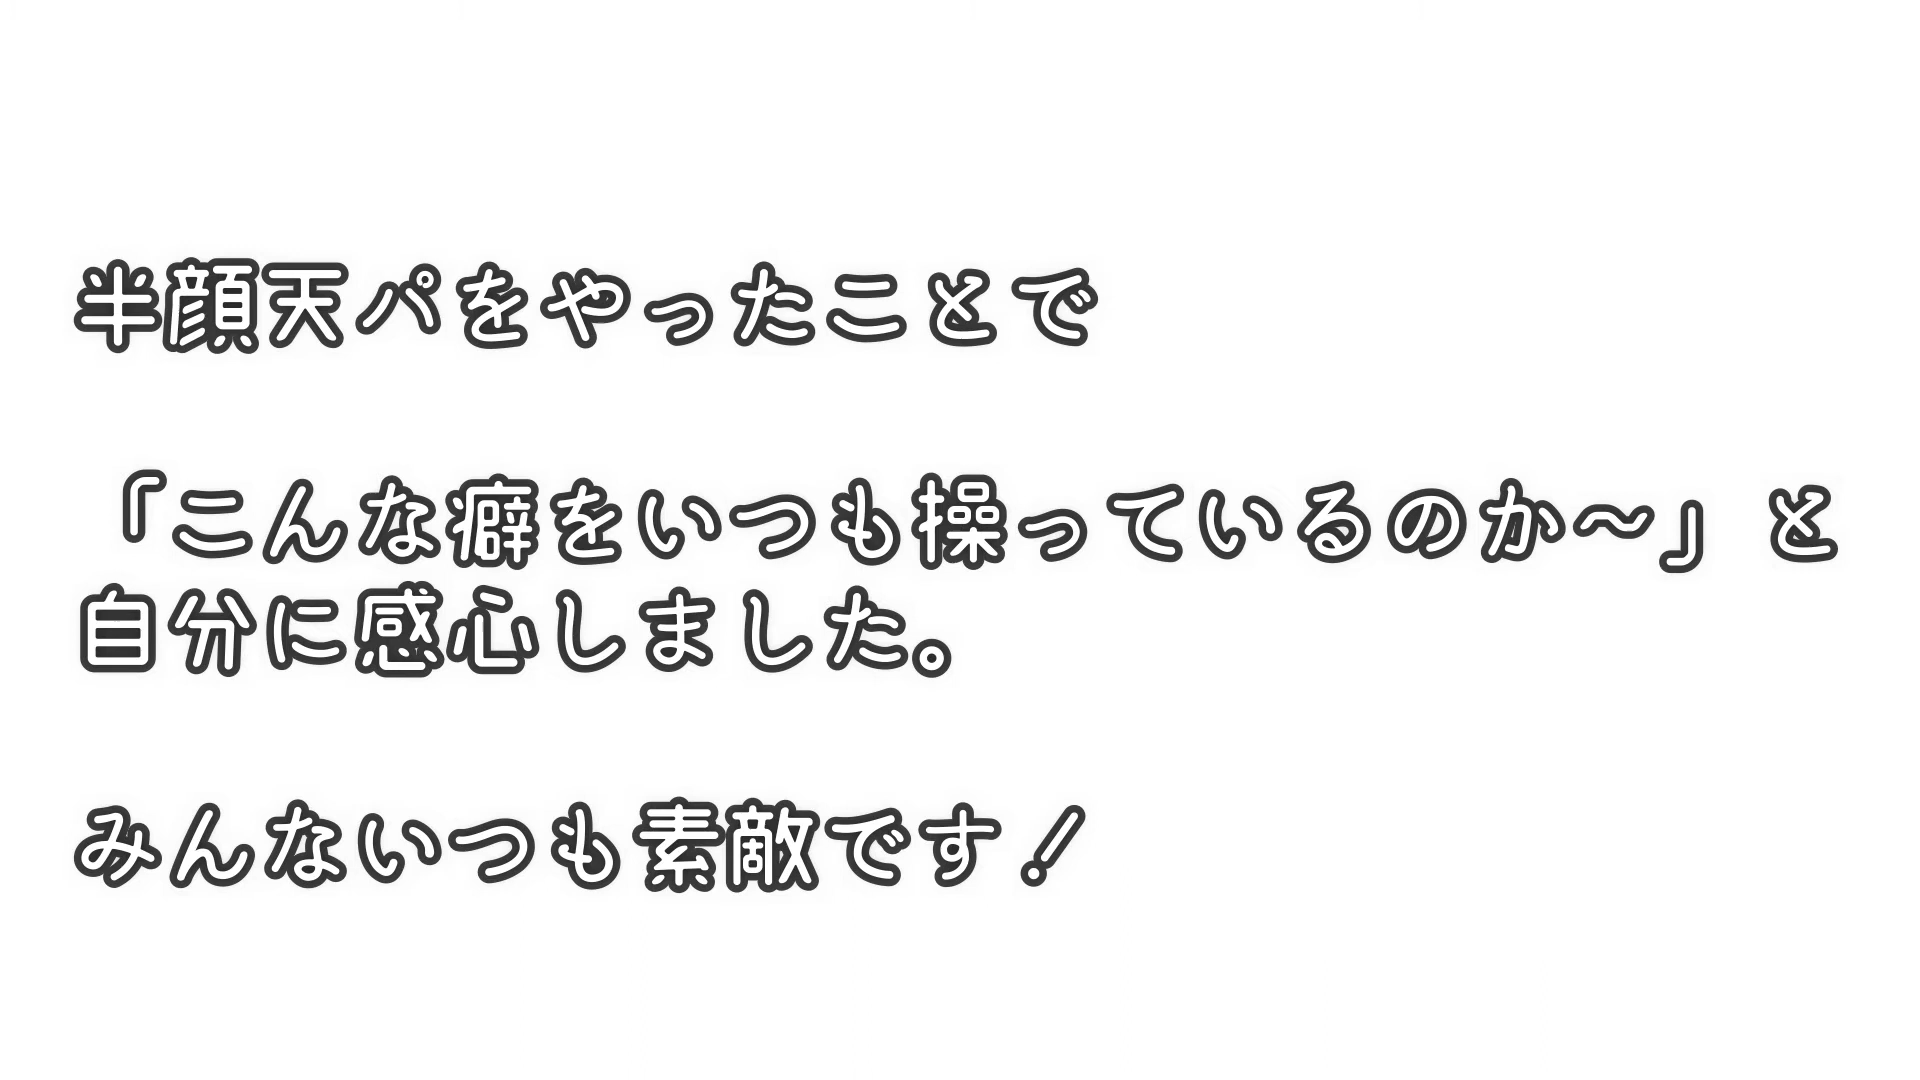 半顔天パをやったことで
「こんな癖をいつも操っているのか～」と
自分に感心しました。
みんないつも素敵です！